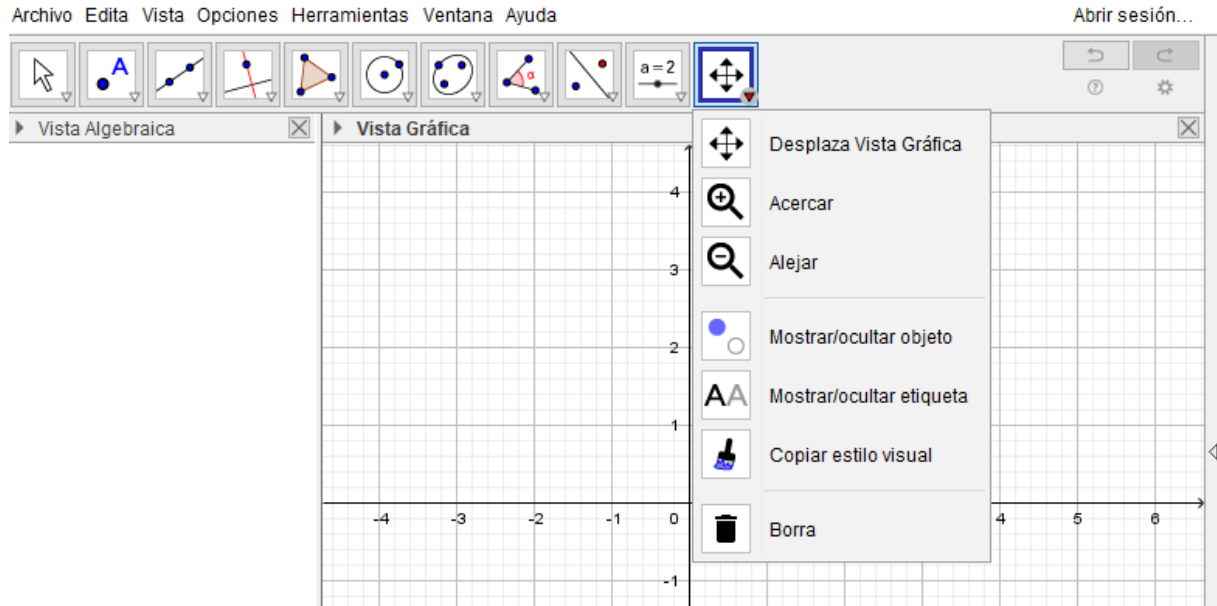 Archivo Edita Vista Opciones Herramientas Ventana Ayuda Abrir sesión...
A
α
a=2
Vista Algebraica
Vista Gráfica
Desplaza Vista Gráfica
Acercar
Alejar
Mostrar/ocultar objeto
AA Mostrar/ocultar etiqueta
Copiar estilo visual
Borra
4
3
2
1
-4 -3 -2 -1 0 4 5 6
-1